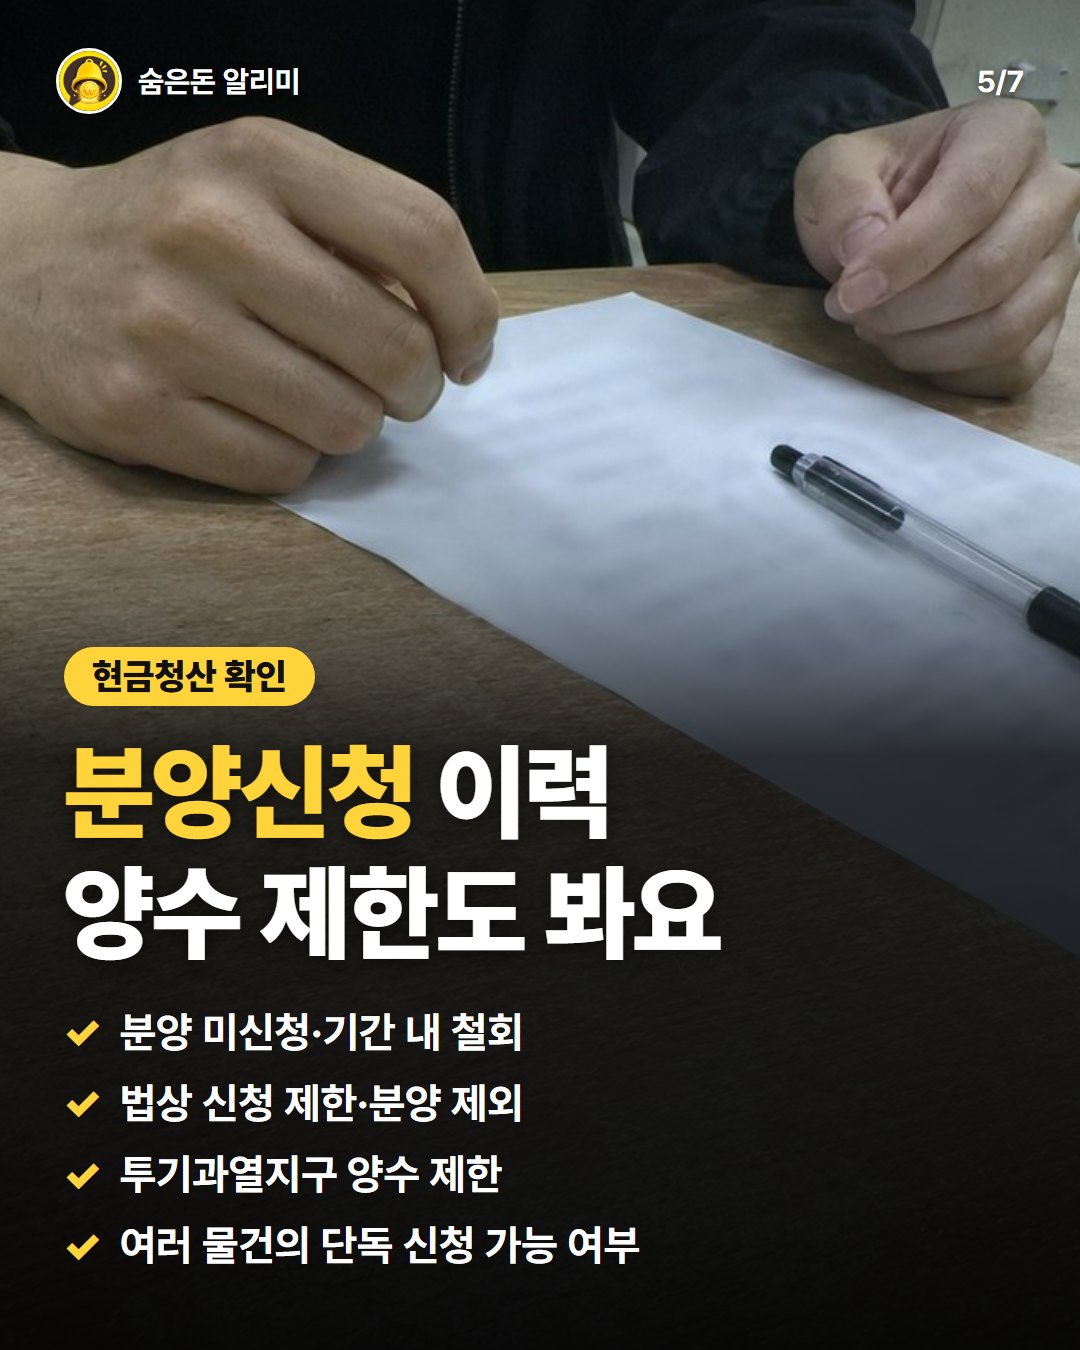 숨은돈 알리미
5/7
현금청산 확인
분양신청 이력
양수 제한도 봐요
분양 미신청·기간 내 철회
법상 신청 제한·분양 제외
투기과열지구 양수 제한
여러 물건의 단독 신청 가능 여부